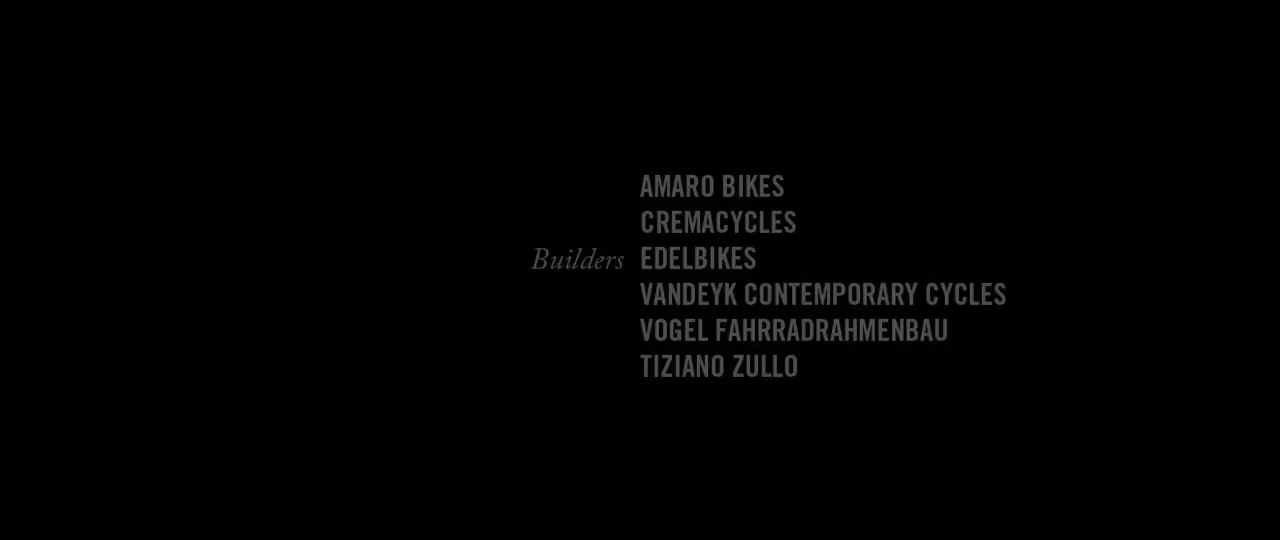 AMARO BIKES
CREMACYCLES
Builders EDELBIKES
VANDEYK CONTEMPORARY CYCLES
VOGEL FAHRRADRAHMENBAU
TIZIANO ZULLO